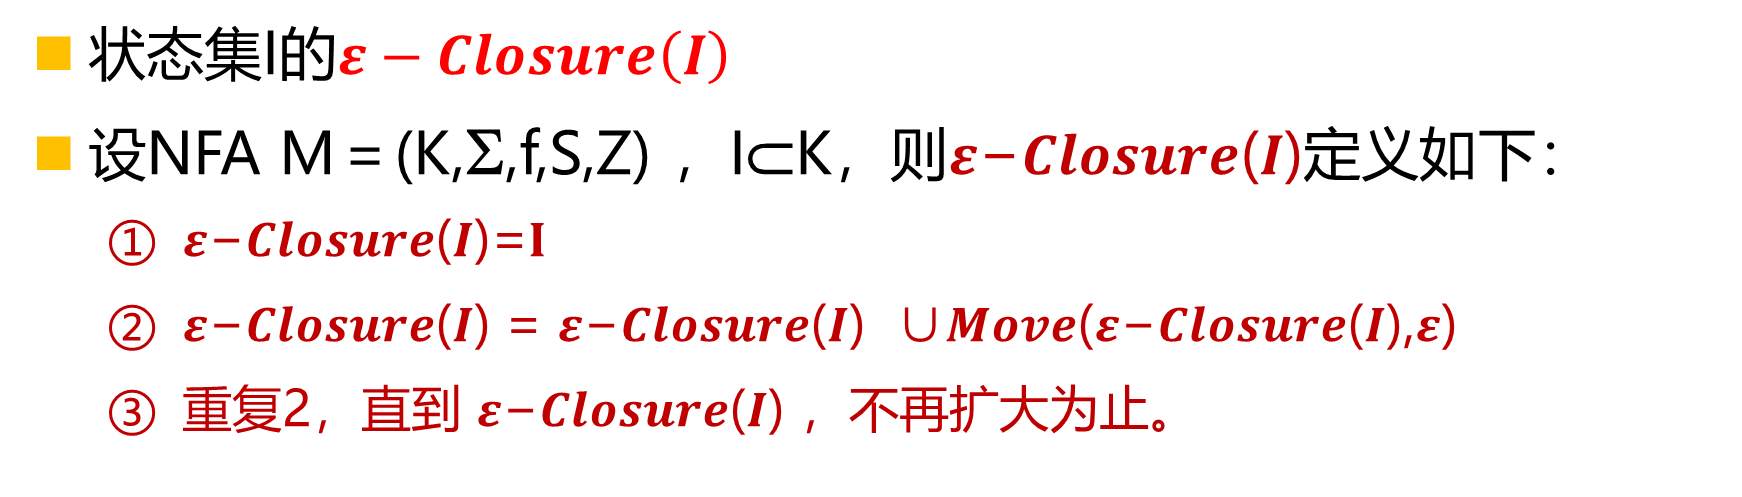 状态集I的ε − Closure(I)
设NFA M = (K,Σ,f,S,Z) ，I⊂K，则ε−Closure(I)定义如下：
① ε−Closure(I)=I
② ε−Closure(I) = ε−Closure(I) ∪Move(ε−Closure(I),ε)
③ 重复2，直到 ε−Closure(I) ，不再扩大为止。